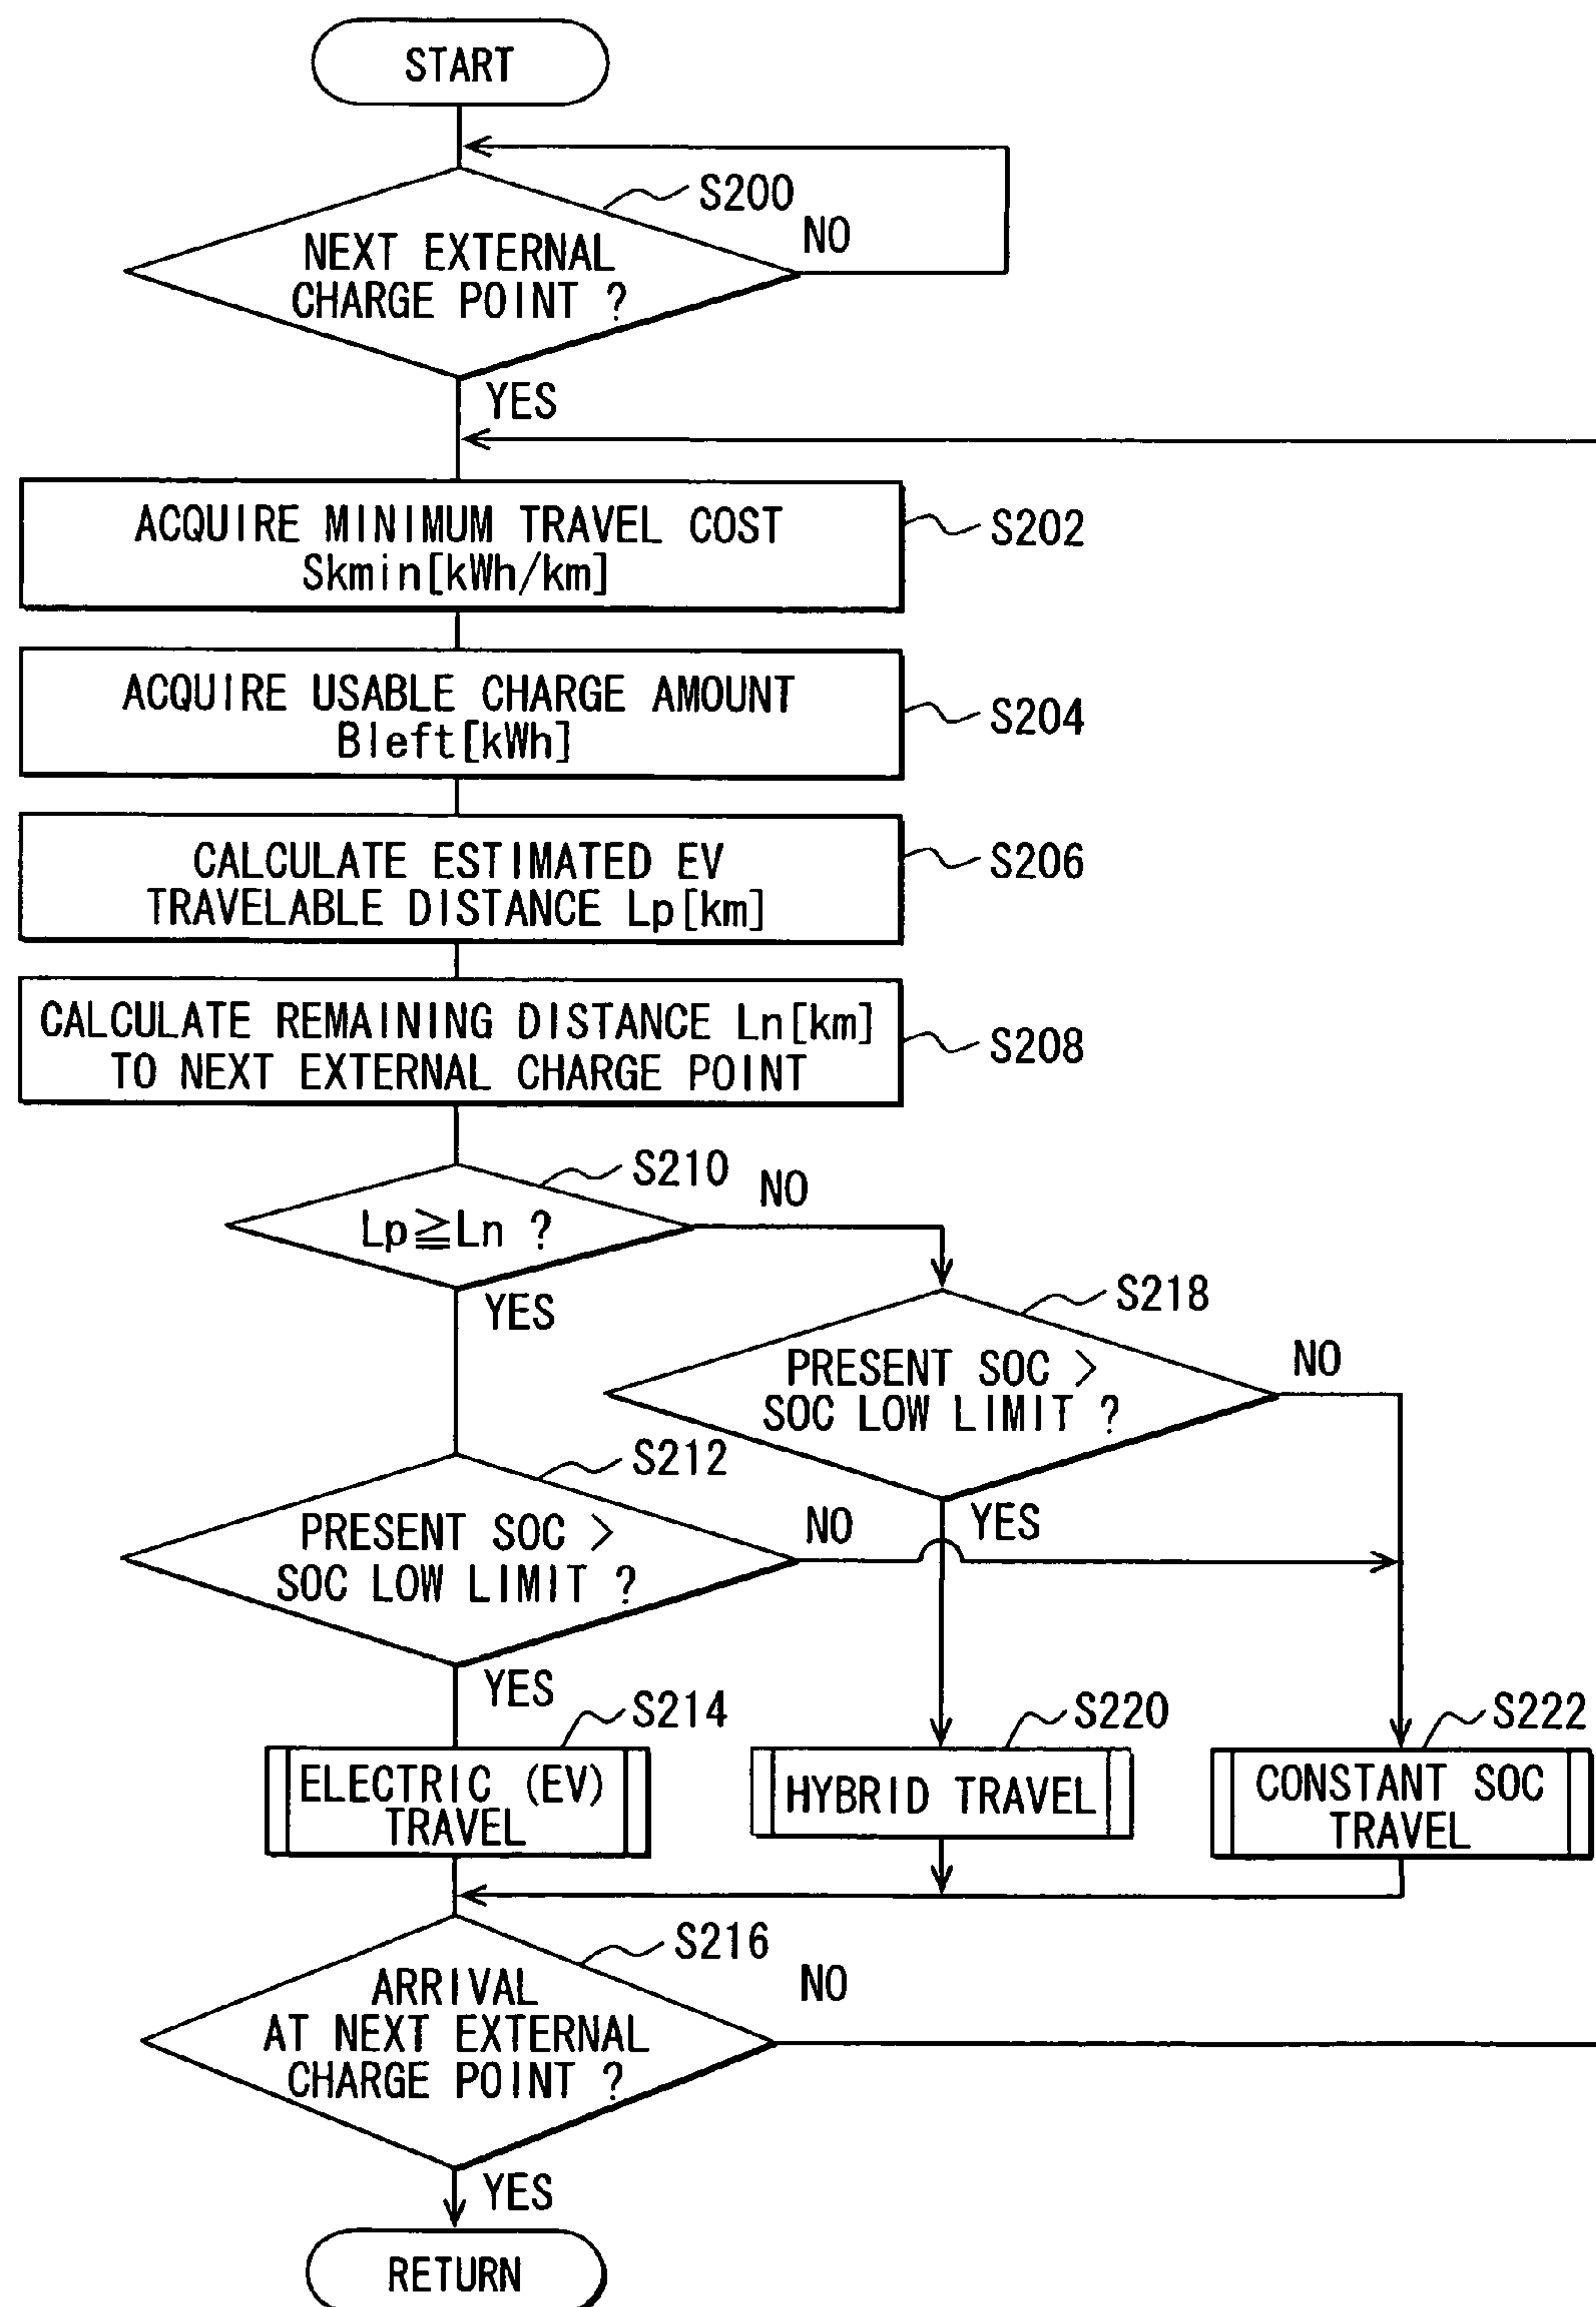 START
S200
NO
NEXT EXTERNAL
CHARGE POINT ?
YES
ACQUIRE MINIMUM TRAVEL COST
Skmin[kWh/km]
S202
ACQUIRE USABLE CHARGE AMOUNT
Bleft[kWh]
S204
CALCULATE ESTIMATED EV
TRAVELABLE DISTANCE Lp[km]
S206
CALCULATE REMAINING DISTANCE Ln[km]
TO NEXT EXTERNAL CHARGE POINT
S208
S210
NO
Lp≧Ln ?
YES
S218
NO
PRESENT SOC >
SOC LOW LIMIT ?
YES
S212
NO
PRESENT SOC >
SOC LOW LIMIT ?
YES
S214
ELECTRIC (EV)
TRAVEL
S220
HYBRID TRAVEL
S222
CONSTANT SOC
TRAVEL
S216
NO
ARRIVAL
AT NEXT EXTERNAL
CHARGE POINT ?
YES
RETURN